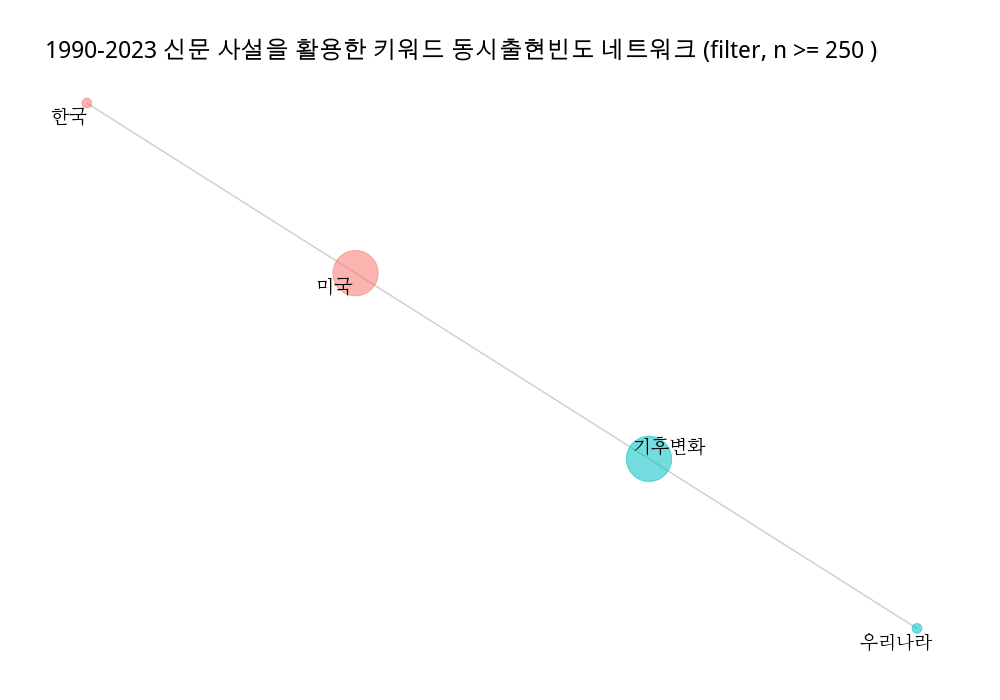 1990-2023 신문 사설을 활용한 키워드 동시출현빈도 네트워크 (filter, n >= 250 )
한국
미국
기후변화
우리나라